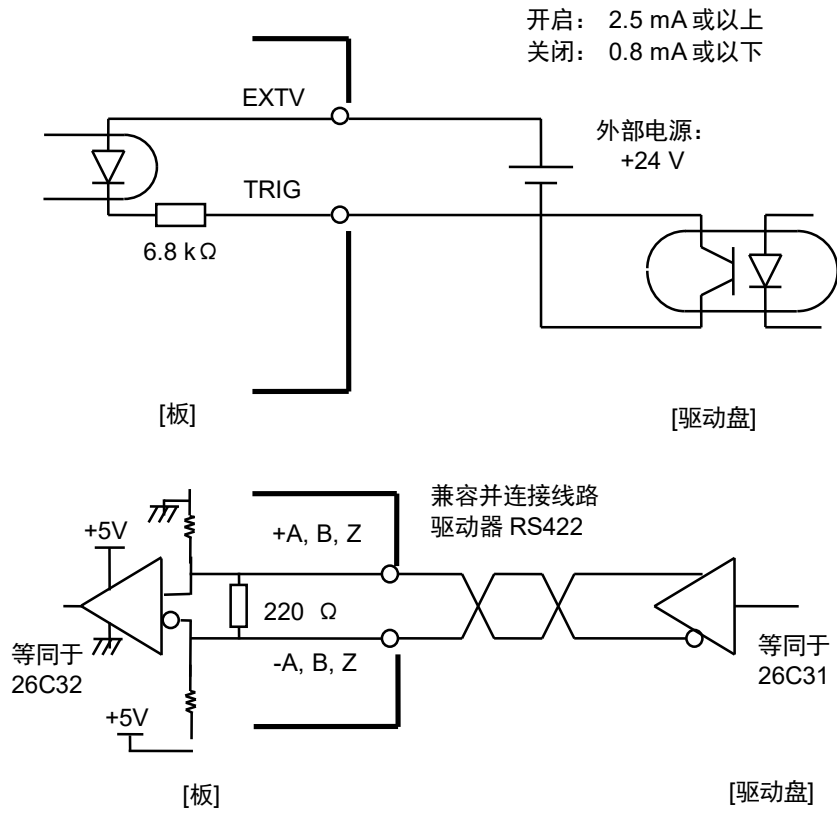 开启： 2.5 mA 或以上
关闭： 0.8 mA 或以下
EXTV
外部电源：
+24 V
TRIG
6.8 k Ω
[板]
[驱动盘]
兼容并连接线路
驱动器 RS422
+5V
+A, B, Z
220 Ω
等同于
26C32
-A, B, Z
等同于
26C31
+5V
[板]
[驱动盘]